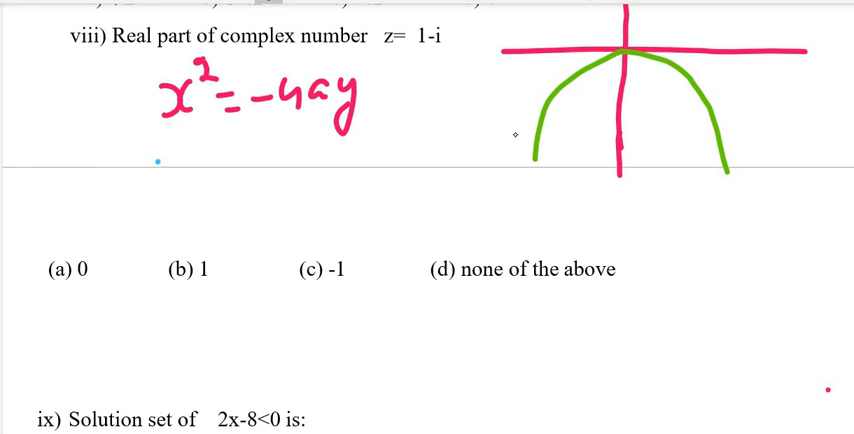 viii) Real part of complex number z= 1-i
x²=-4ay
(a) 0 (b) 1 (c) -1 (d) none of the above
ix) Solution set of 2x-8<0 is: